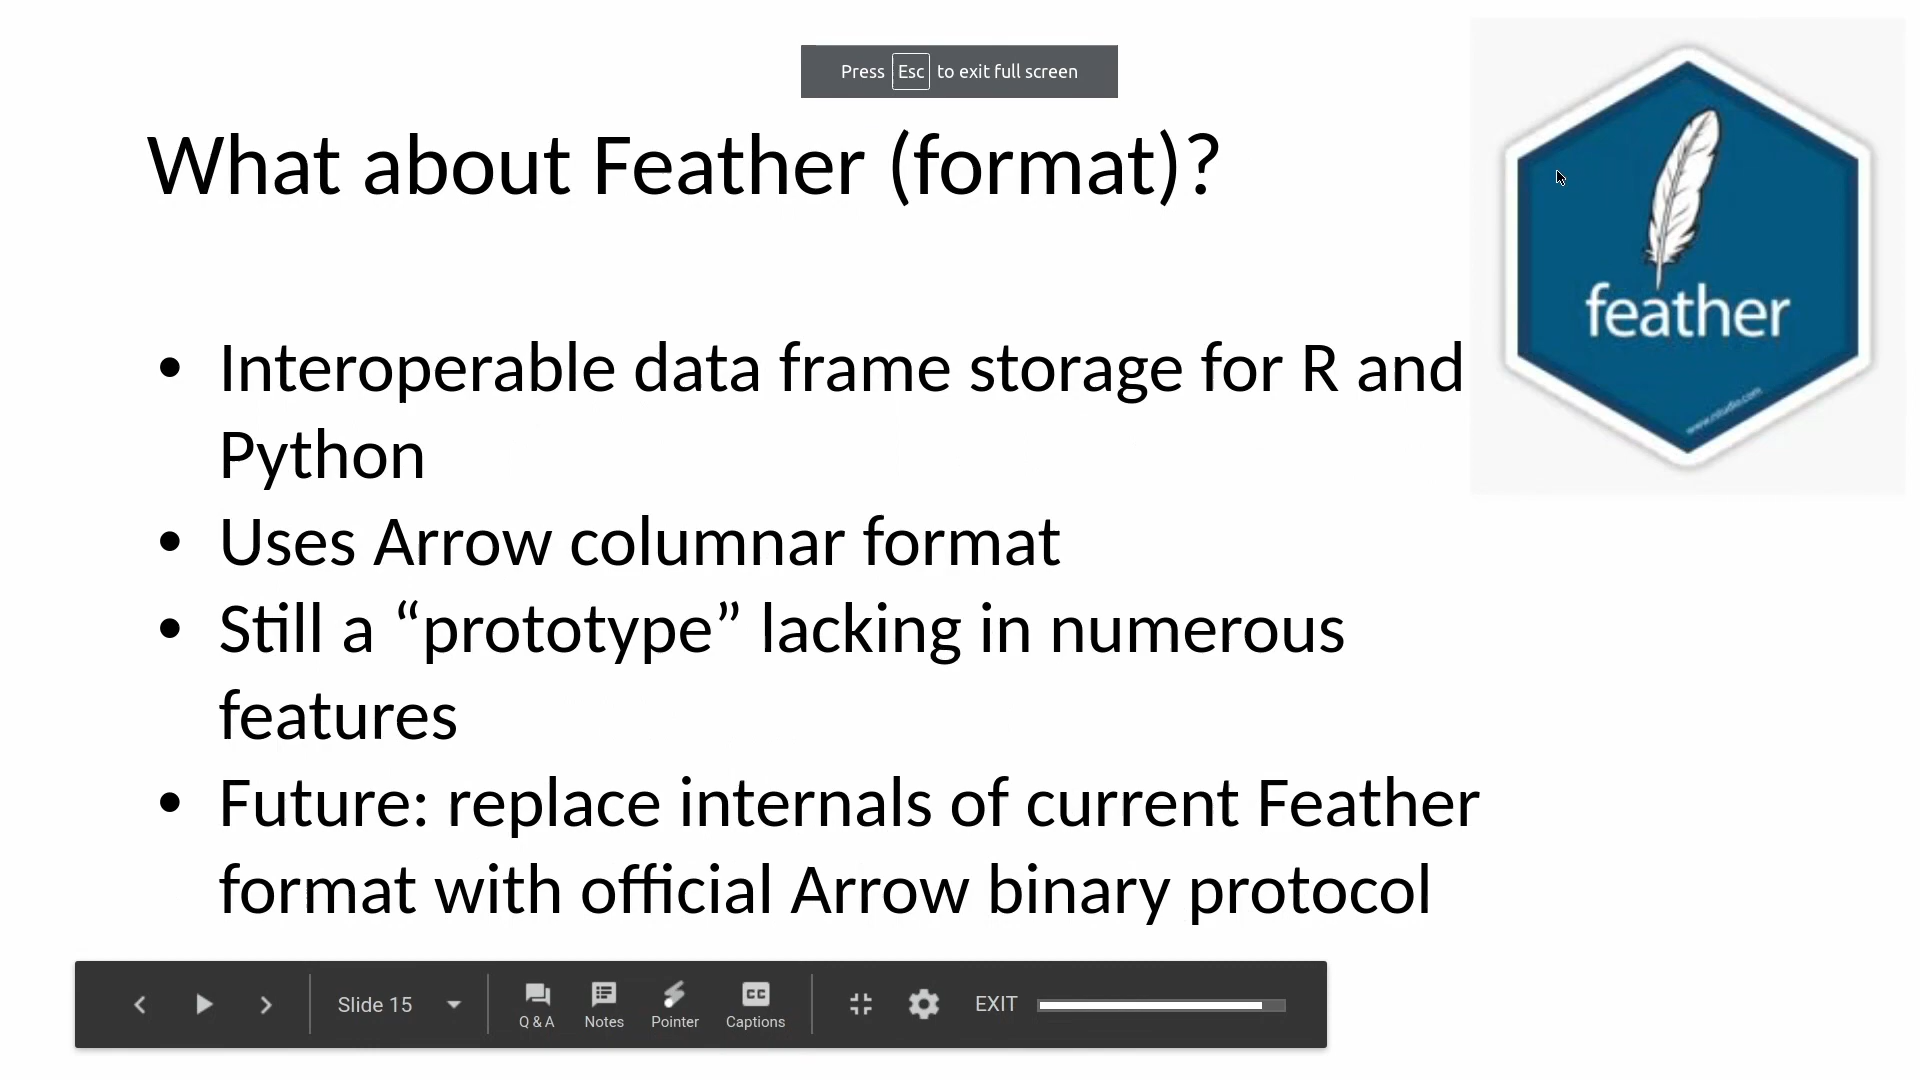 Press Esc to exit full screen
What about Feather (format)?
feather
www.rstudio.com
• Interoperable data frame storage for R and
Python
• Uses Arrow columnar format
• Still a “prototype” lacking in numerous
features
• Future: replace internals of current Feather
format with official Arrow binary protocol
Slide 15
Q & A
Notes
Pointer
CC
Captions
EXIT